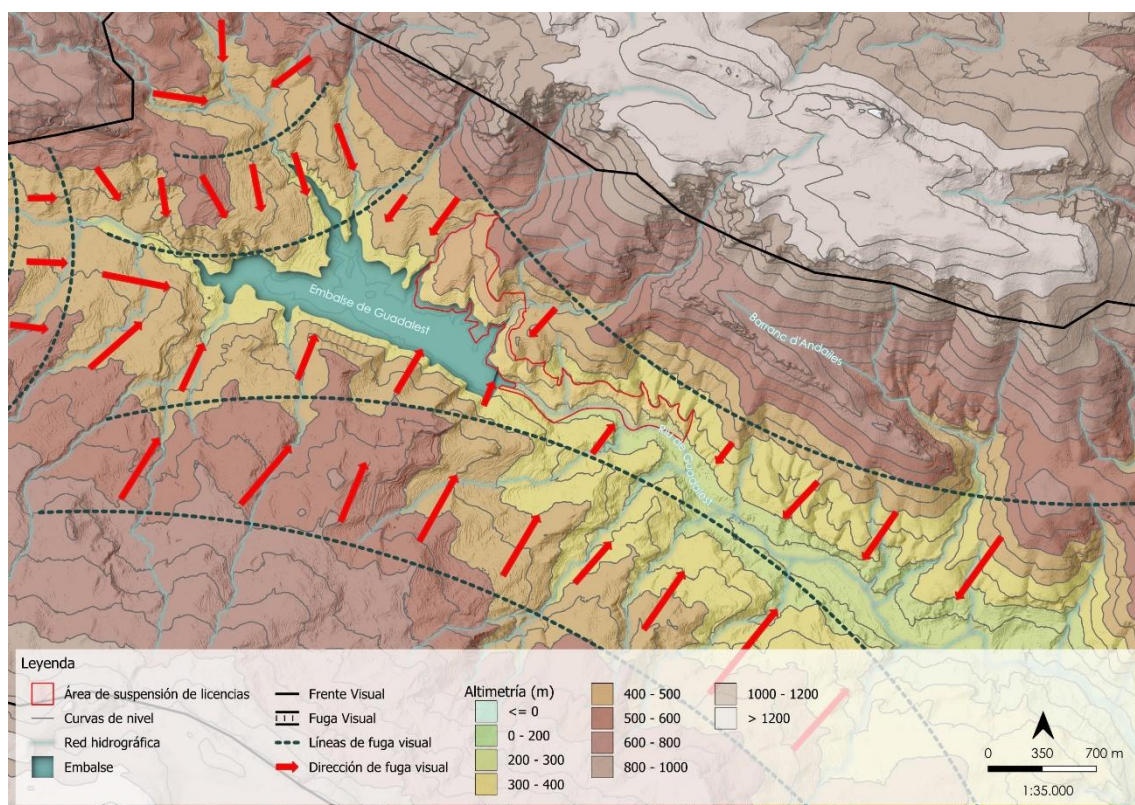 Embalse de Guadalest
Barranc d'Andailes
Riu de Guadalest
Leyenda
Área de suspensión de licencias
Curvas de nivel
Red hidrográfica
Embalse
Frente Visual
Fuga Visual
Líneas de fuga visual
Dirección de fuga visual
Altimetría (m)
<= 0
0 - 200
200 - 300
300 - 400
400 - 500
500 - 600
600 - 800
800 - 1000
1000 - 1200
> 1200
0 350 700 m
1:35.000